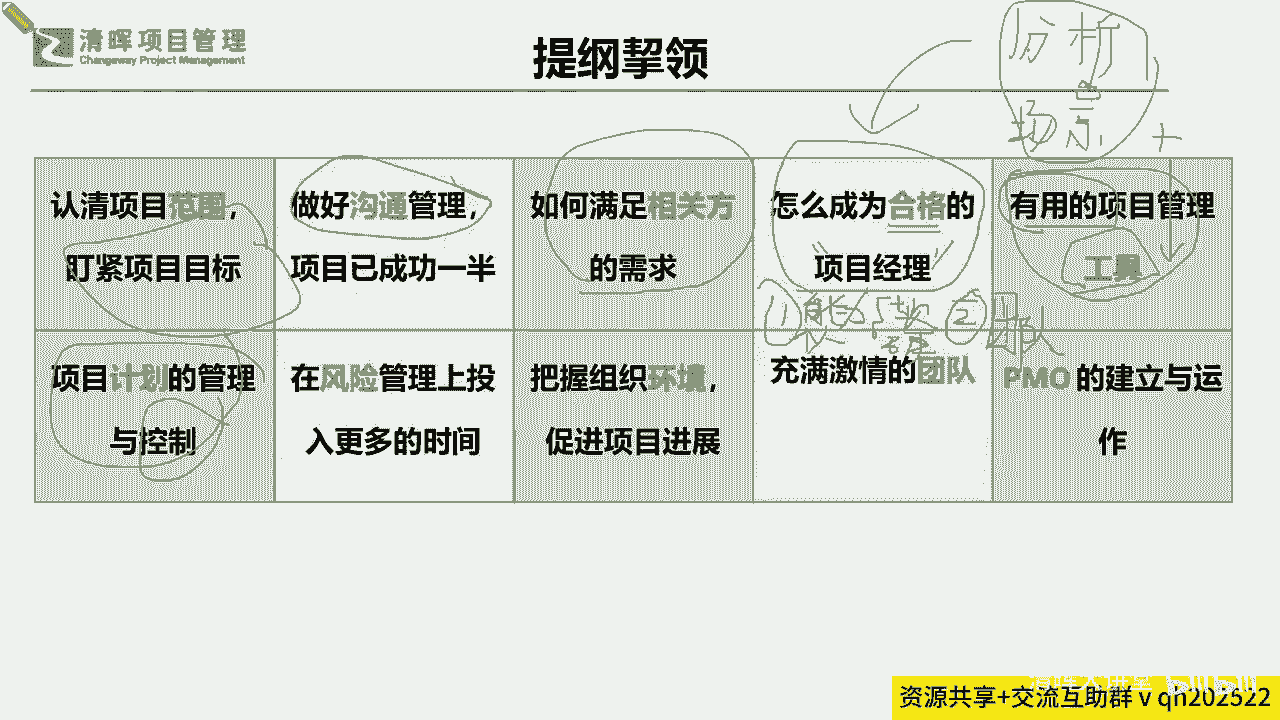 清晖项目管理
Changeway Project Management
提纲挈领
分析
场景 +
认清项目范围，
盯紧项目目标
做好沟通管理，
项目已成功一半
如何满足相关方
的需求
怎么成为合格的
项目经理
有用的项目管理
工具
① ②团队
项目计划的管理
与控制
在风险管理上投
入更多的时间
把握组织环境，
促进项目进展
充满激情的团队
PMO 的建立与运
作
清晖大讲堂 bilibili
资源共享+交流互助群 v qh202522